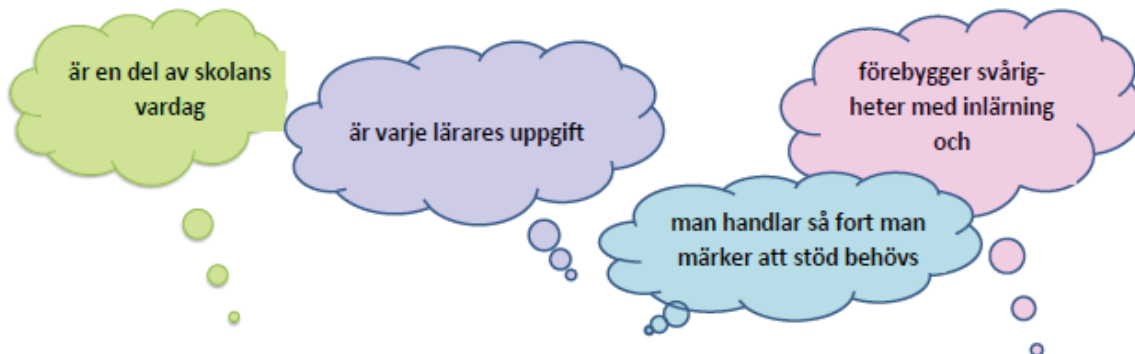 är en del av skolans
vardag
är varje lärares uppgift
förebygger svårig-
heter med inlärning
och
man handlar så fort man
märker att stöd behövs